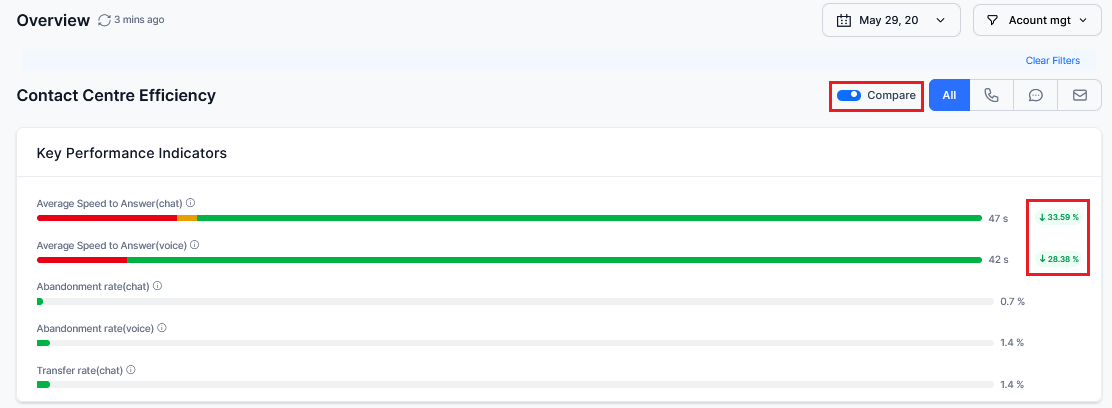 Overview 3 mins ago May 29, 20 Acount mgt
Clear Filters
Contact Centre Efficiency Compare All
Key Performance Indicators
Average Speed to Answer(chat)
47 s ↓ 33.59 %
Average Speed to Answer(voice)
42 s ↓ 28.38 %
Abandonment rate(chat)
0.7 %
Abandonment rate(voice)
1.4 %
Transfer rate(chat)
1.4 %